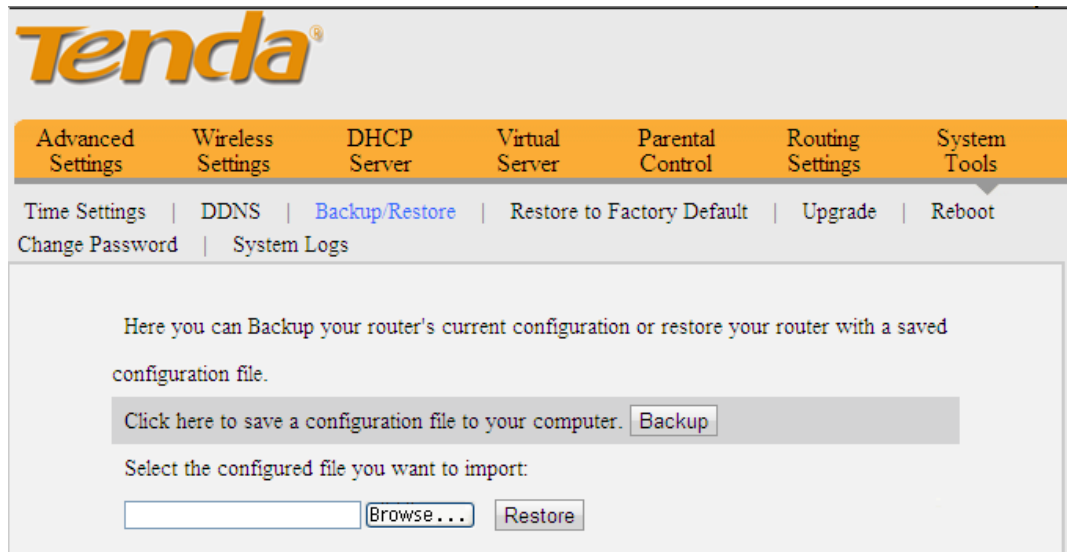 Tenda®
Advanced Settings
Wireless Settings
DHCP Server
Virtual Server
Parental Control
Routing Settings
System Tools
Time Settings | DDNS | Backup/Restore | Restore to Factory Default | Upgrade | Reboot
Change Password | System Logs
Here you can Backup your router's current configuration or restore your router with a saved
configuration file.
Click here to save a configuration file to your computer. Backup
Select the configured file you want to import:
Browse... Restore